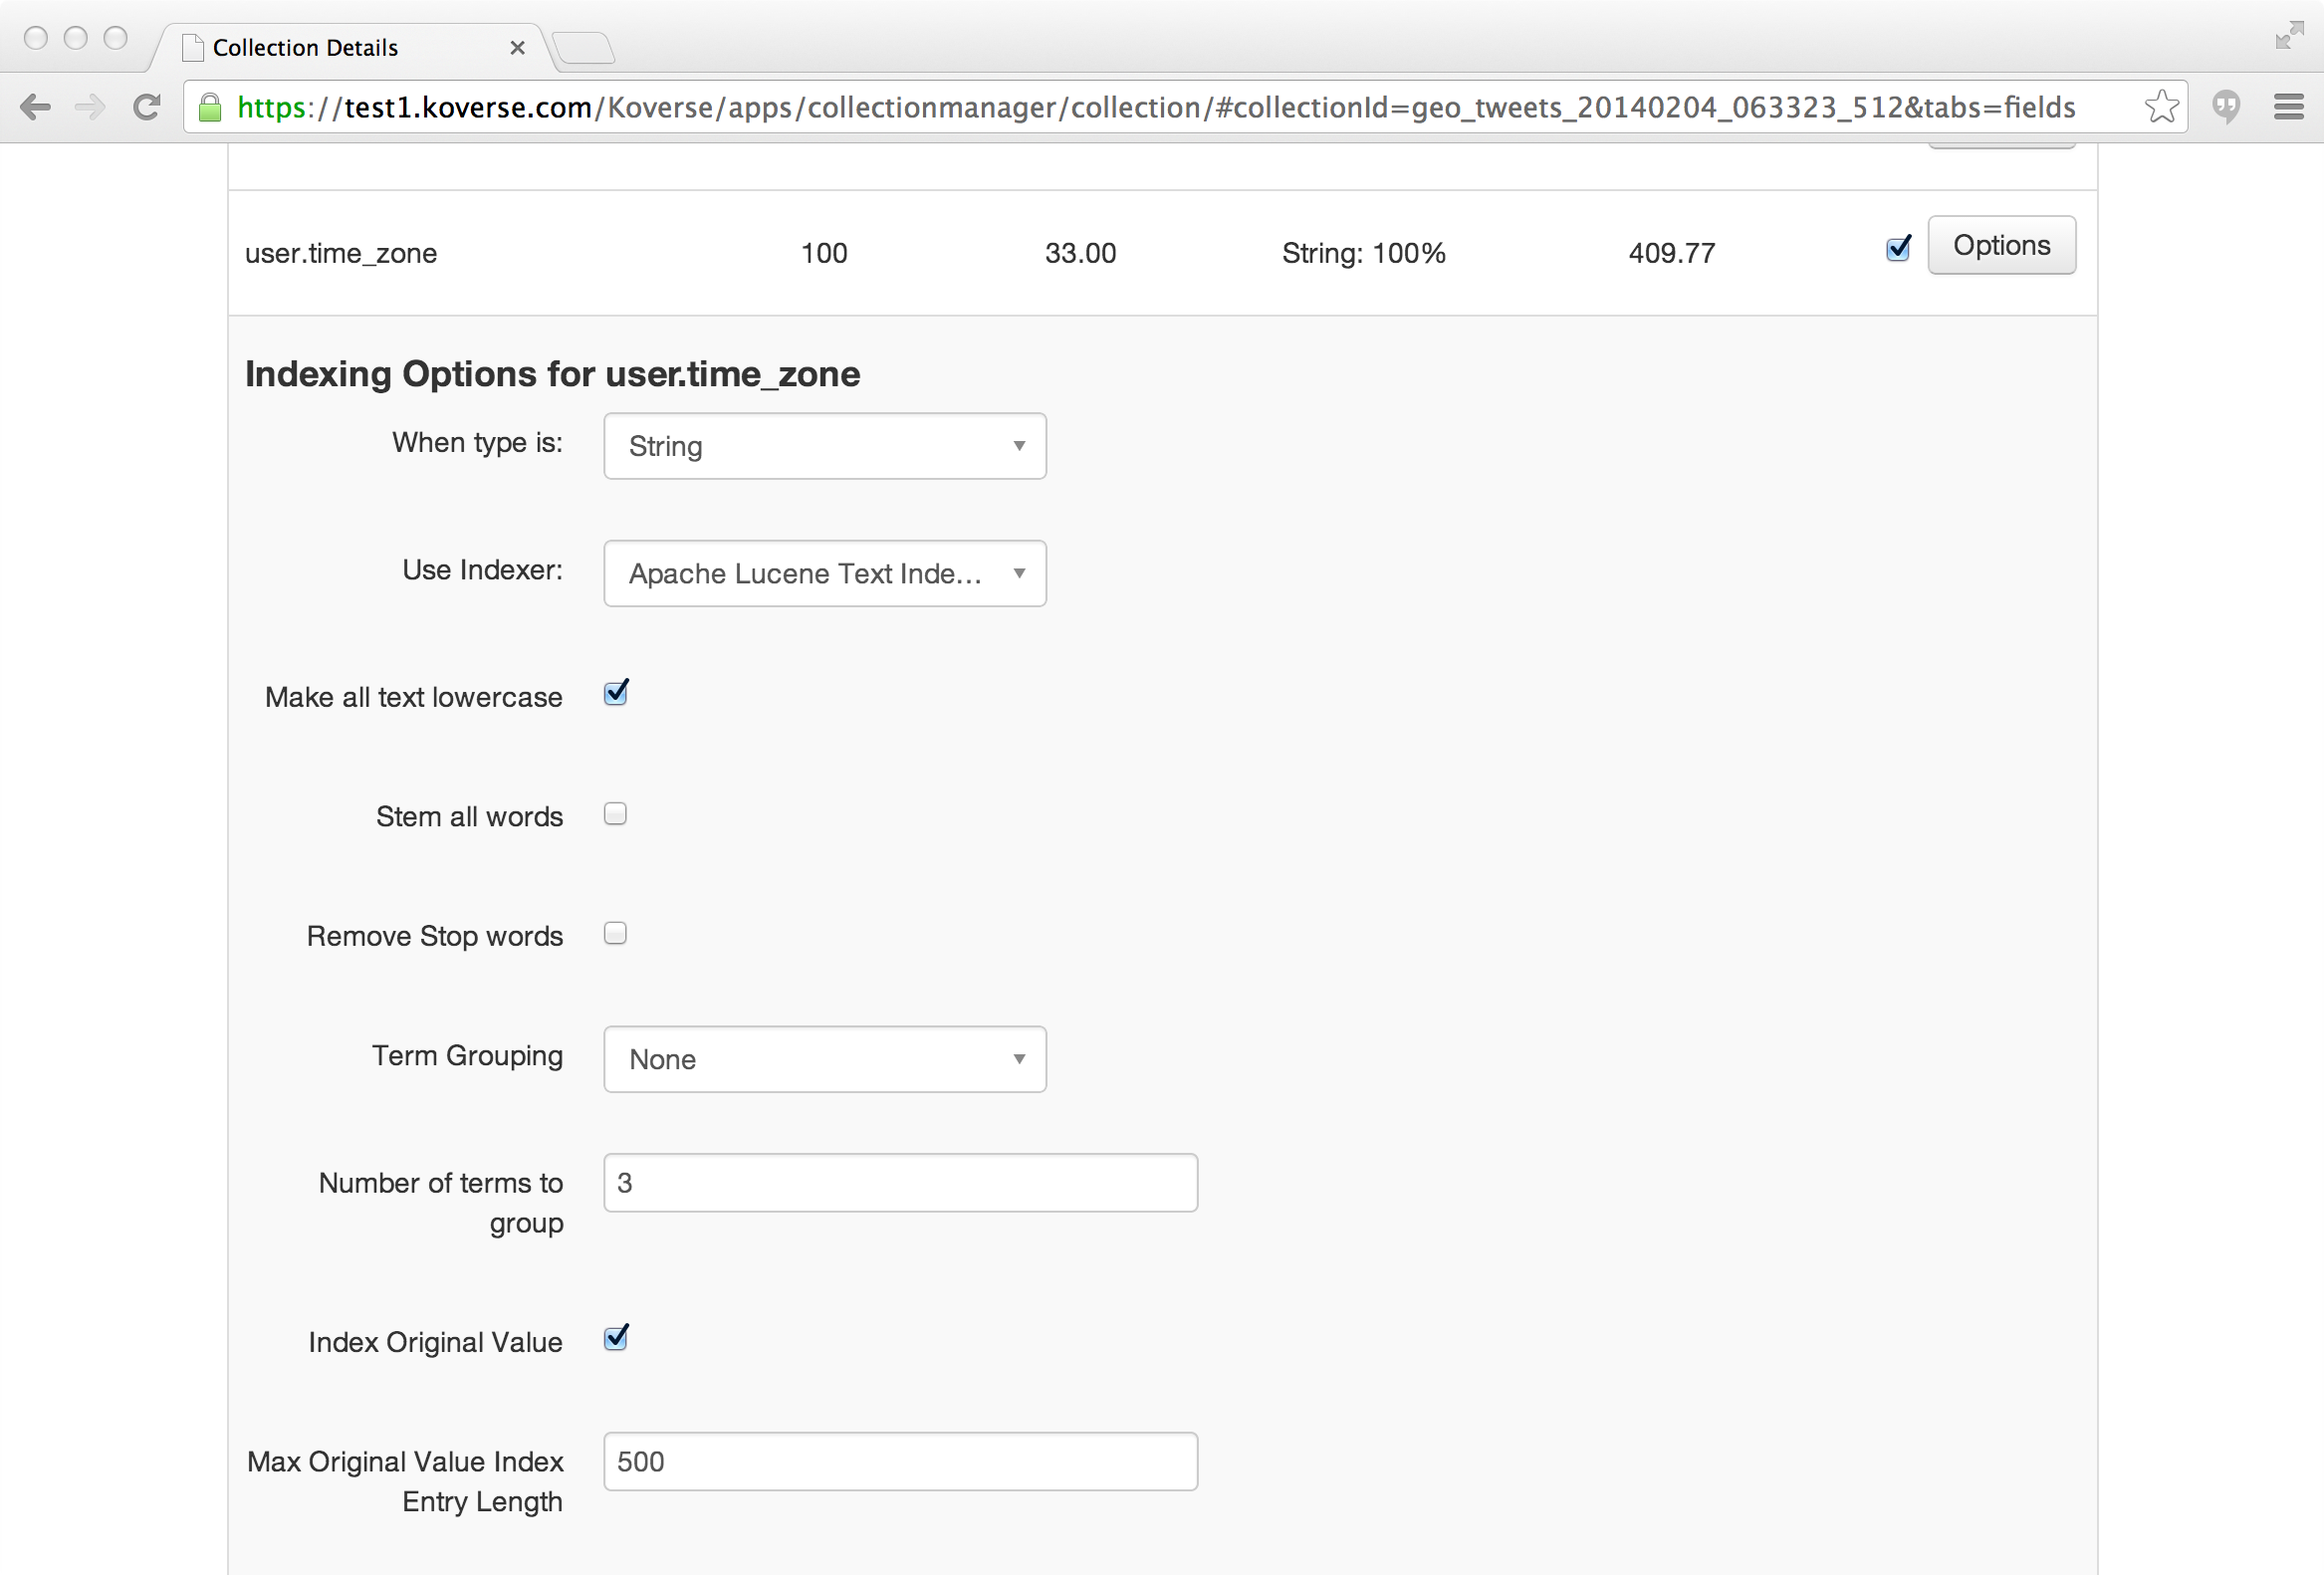 Collection Details
https://test1.koverse.com/Koverse/apps/collectionmanager/collection/#collectionId=geo_tweets_20140204_063323_512&tabs=fields
user.time_zone 100 33.00 String: 100% 409.77 Options
Indexing Options for user.time_zone
When type is: String
Use Indexer: Apache Lucene Text Inde...
Make all text lowercase
Stem all words
Remove Stop words
Term Grouping None
Number of terms to 3
group
Index Original Value
Max Original Value Index 500
Entry Length